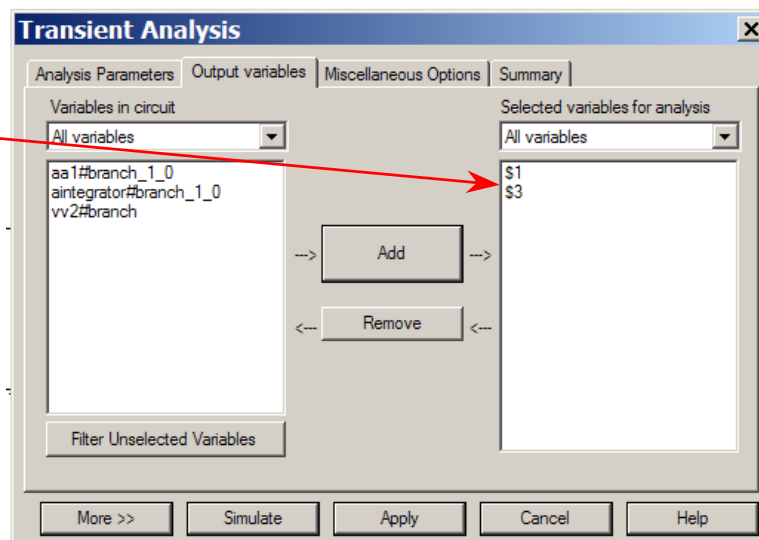 Transient Analysis
Analysis Parameters Output variables Miscellaneous Options Summary
Variables in circuit
All variables
aa1#branch_1_0
aintegrator#branch_1_0
vv2#branch
Filter Unselected Variables
---> Add --->
<--- Remove <---
Selected variables for analysis
All variables
$1
$3
More >> Simulate Apply Cancel Help